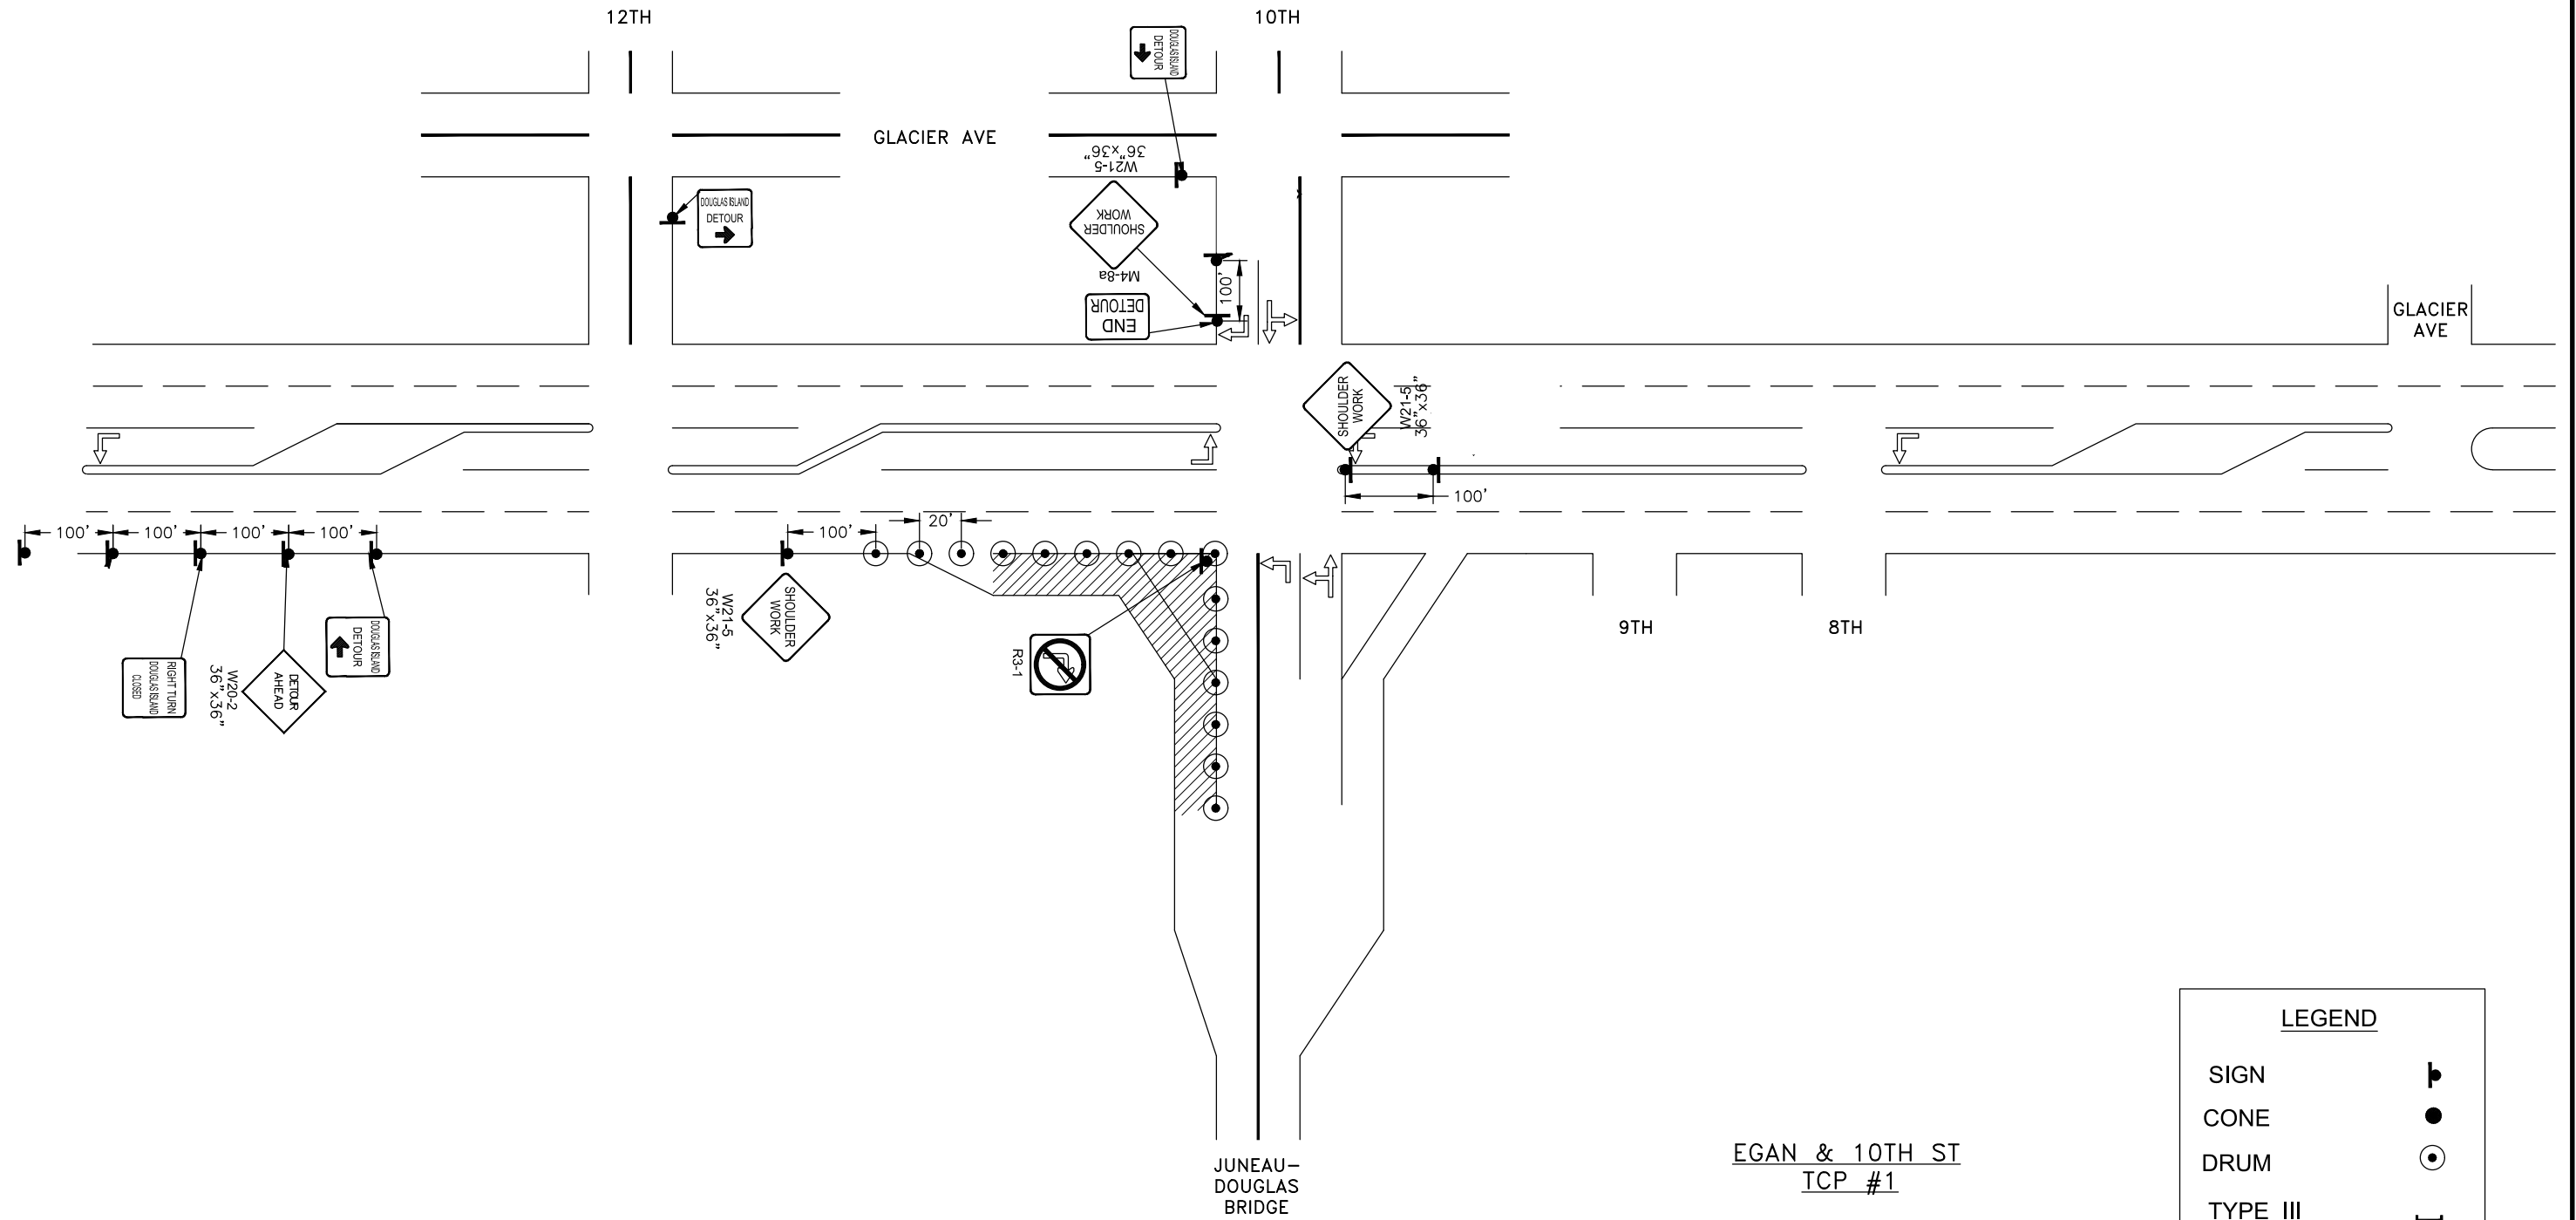 12TH
10TH
DOUGLAS ISLAND
DETOUR
GLACIER AVE
W21-5
36"x36"
SHOULDER
WORK
DOUGLAS ISLAND
DETOUR
M4-8a
END
DETOUR
100'
GLACIER
AVE
SHOULDER
WORK
W21-5
36"x36"
100'
100'
100'
100'
100'
100'
20'
RIGHT TURN
DOUGLAS ISLAND
CLOSED
W20-2
36"x36"
DETOUR
AHEAD
DOUGLAS ISLAND
DETOUR
W21-5
36"x36"
SHOULDER
WORK
R3-1
9TH
8TH
JUNEAU-
DOUGLAS
BRIDGE
EGAN & 10TH ST
TCP #1
LEGEND
SIGN
CONE
DRUM
TYPE III